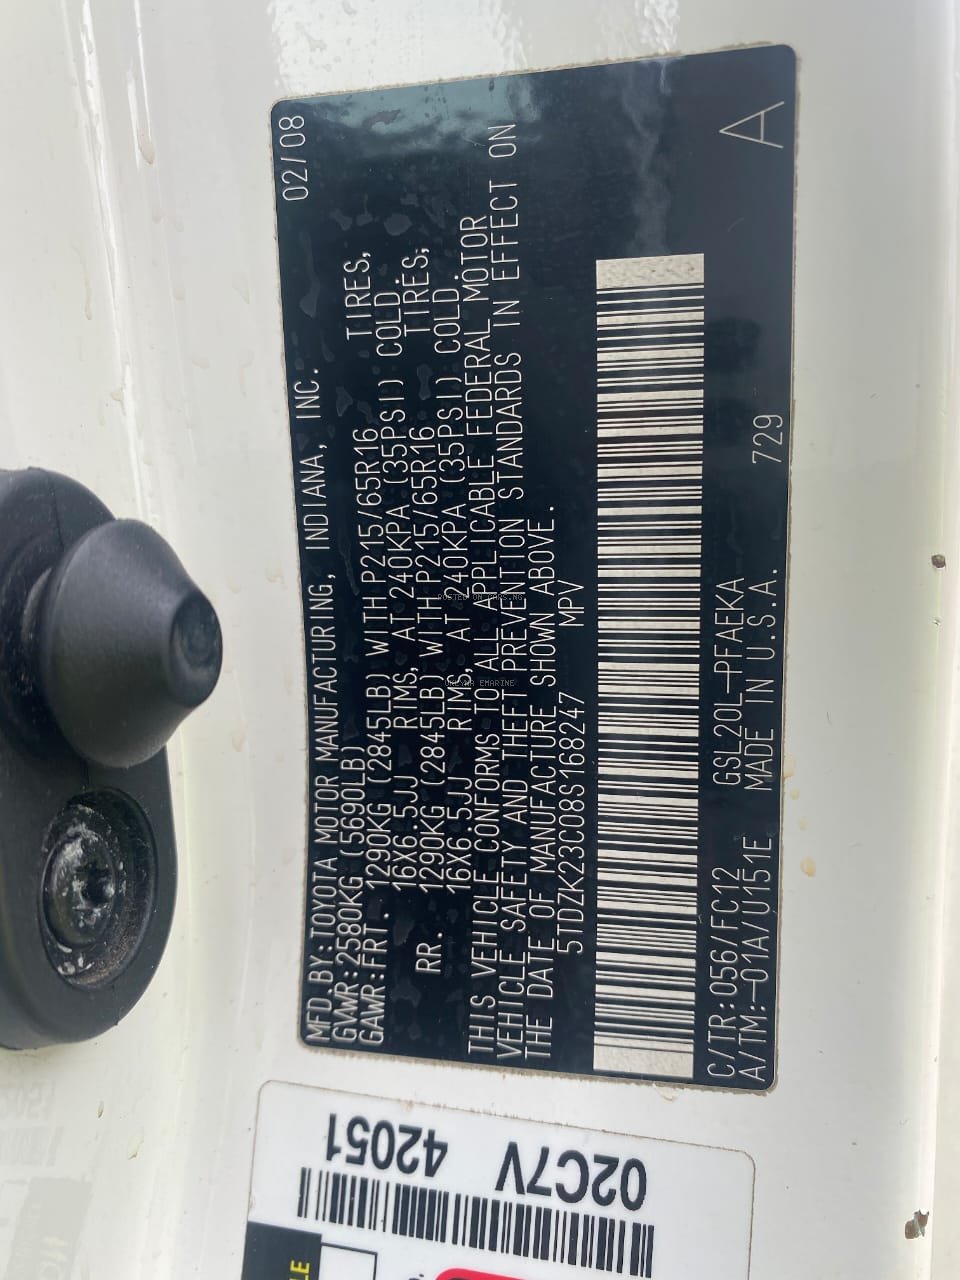 MFD.BY:TOYOTA MOTOR MANUFACTURING, INDIANA, INC. 02/08
GVWR:2580KG(5690LB)
GAWR:FRT. 1290KG (2845LB) WITH P215/65R16 TIRES,
16X6.5JJ RIMS, AT 240KPA (35PSI) COLD.
RR. 1290KG (2845LB) WITH P215/65R16 TIRES,
16X6.5JJ RIMS, AT 240KPA (35PSI) COLD.
THIS VEHICLE CONFORMS TO ALL APPLICABLE FEDERAL MOTOR
VEHICLE SAFETY AND THEFT PREVENTION STANDARDS IN EFFECT ON
THE DATE OF MANUFACTURE SHOWN ABOVE.
5TDZK23C08S168247 MPV
C/TR:056/FC12 GSL20L-PFAEKA A
A/TM:-01A/U151E MADE IN U.S.A. 729
02C7V
42051
POSTED ON CARS.NG